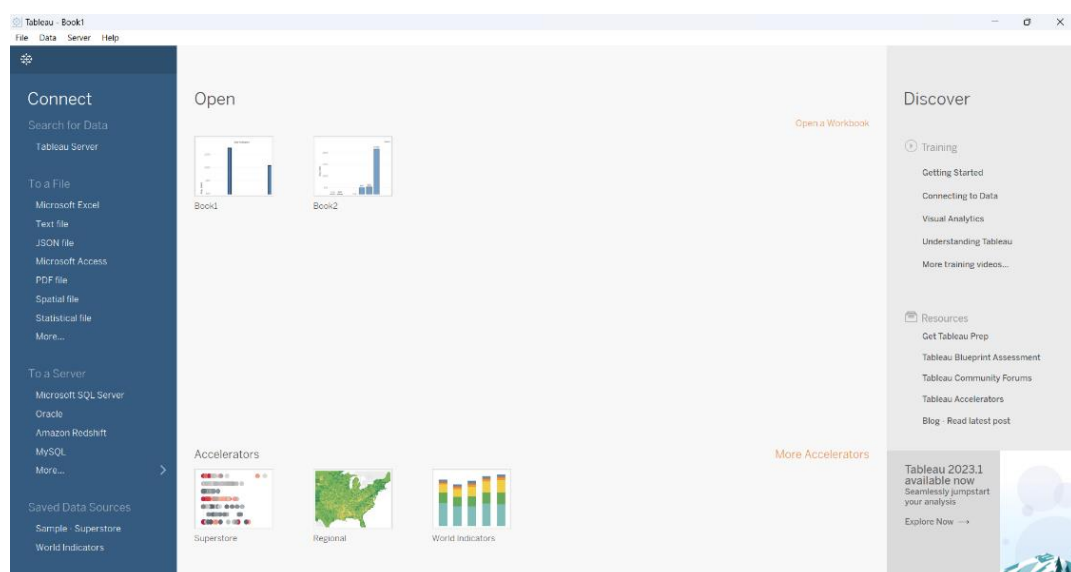 Tableau - Book1
File Data Server Help
Connect
Search for Data
Tableau Server
To a File
Microsoft Excel
Text file
JSON file
Microsoft Access
PDF file
Spatial file
Statistical file
More...
To a Server
Microsoft SQL Server
Oracle
Amazon Redshift
MySQL
More...
Saved Data Sources
Sample - Superstore
World Indicators
Open
Open a Workbook
Book1
Book2
Accelerators
More Accelerators
Superstore
Regional
World Indicators
Discover
Training
Getting Started
Connecting to Data
Visual Analytics
Understanding Tableau
More training videos...
Resources
Get Tableau Prep
Tableau Blueprint Assessment
Tableau Community Forums
Tableau Accelerators
Blog - Read latest post
Tableau 2023.1
available now
Seamlessly jumpstart
your analysis
Explore Now →